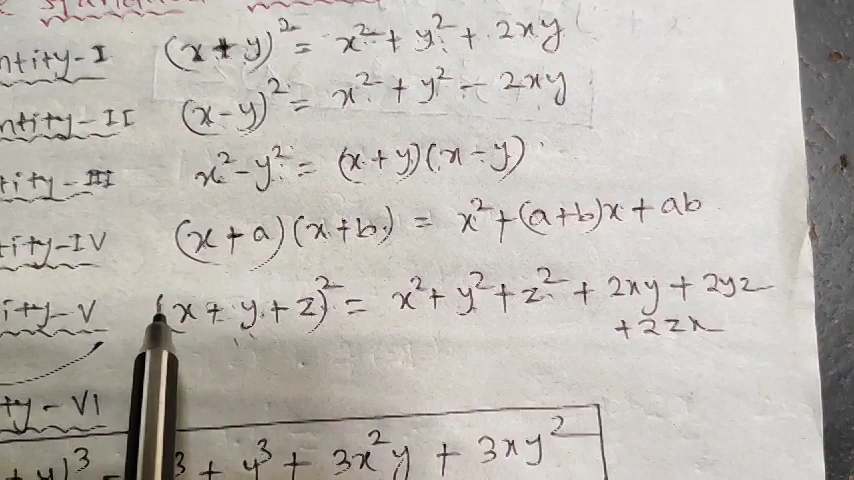 ntity-I (x+y)² = x² + y² + 2xy
ntity-II (x-y)² = x² + y² - 2xy
tity-III x² - y² = (x+y)(x-y)
tity-IV (x+a)(x+b) = x² + (a+b)x + ab
ity-V (x+y+z)² = x² + y² + z² + 2xy + 2yz
+ 2zx
ty-VI
+ y)³ = ³ + y³ + 3x²y + 3xy²